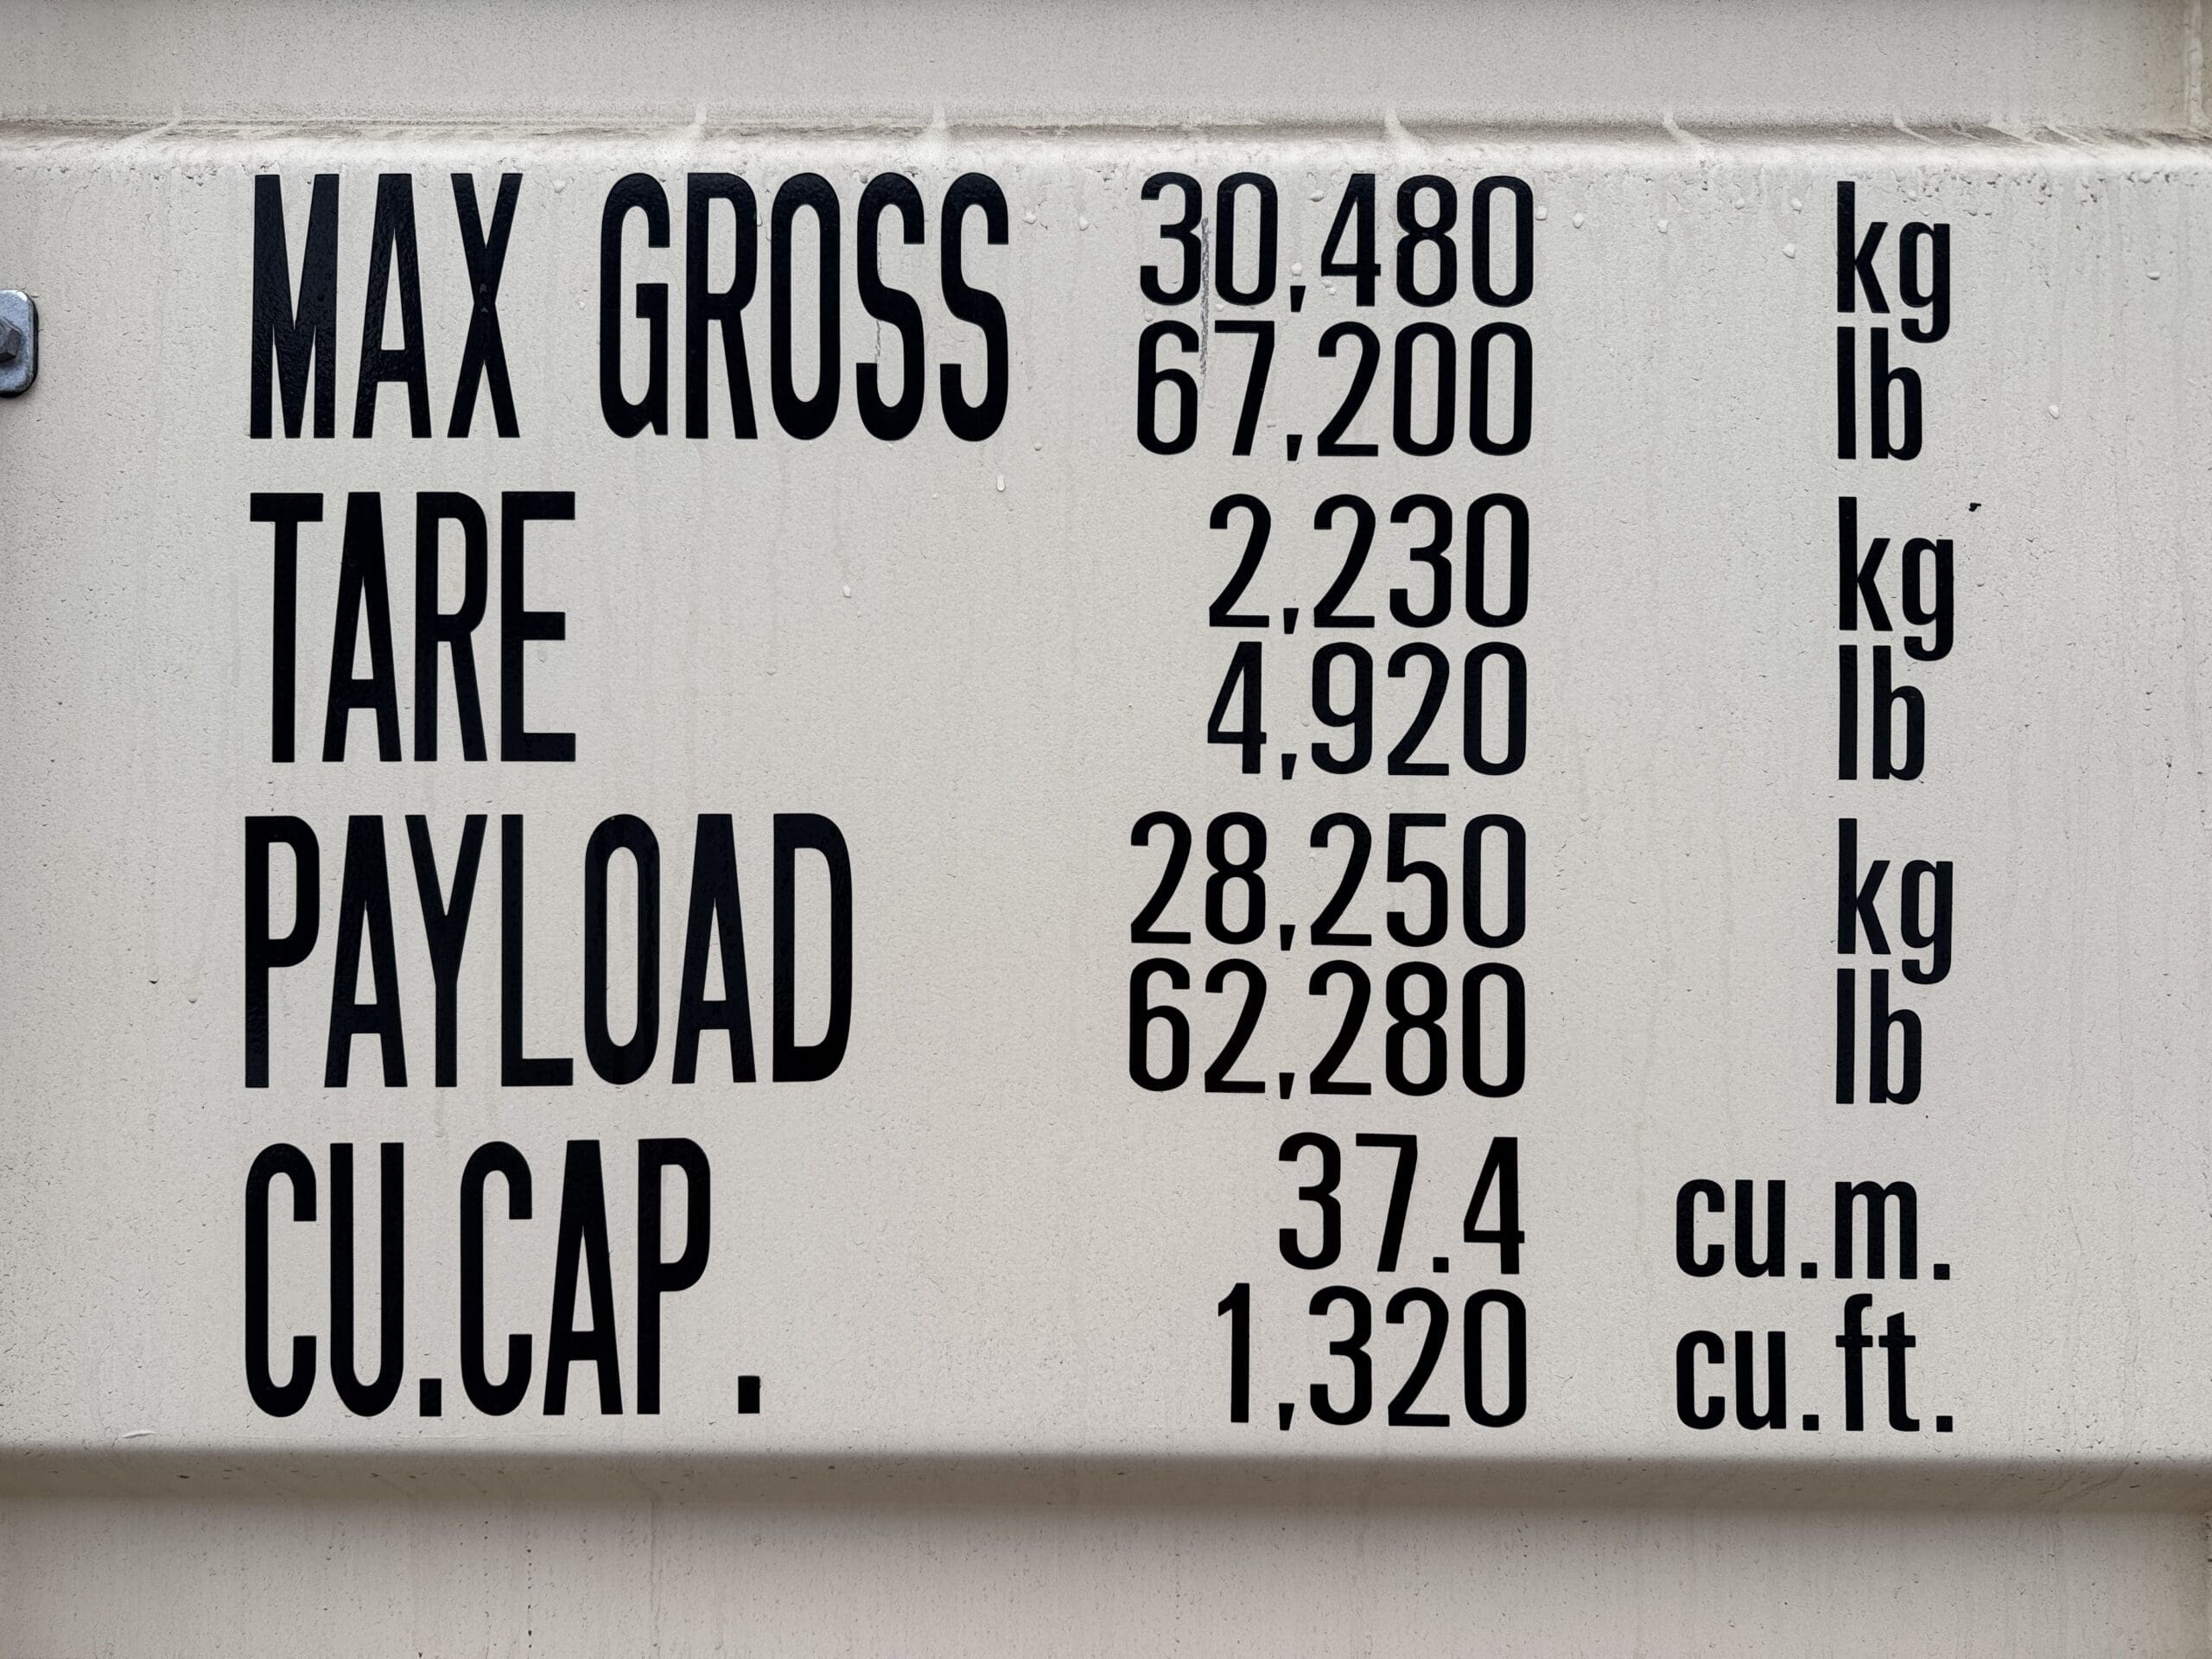 MAX GROSS 30,480 kg
67,200 lb
TARE 2,230 kg
4,920 lb
PAYLOAD 28,250 kg
62,280 lb
CU.CAP. 37.4 cu.m.
1,320 cu.ft.